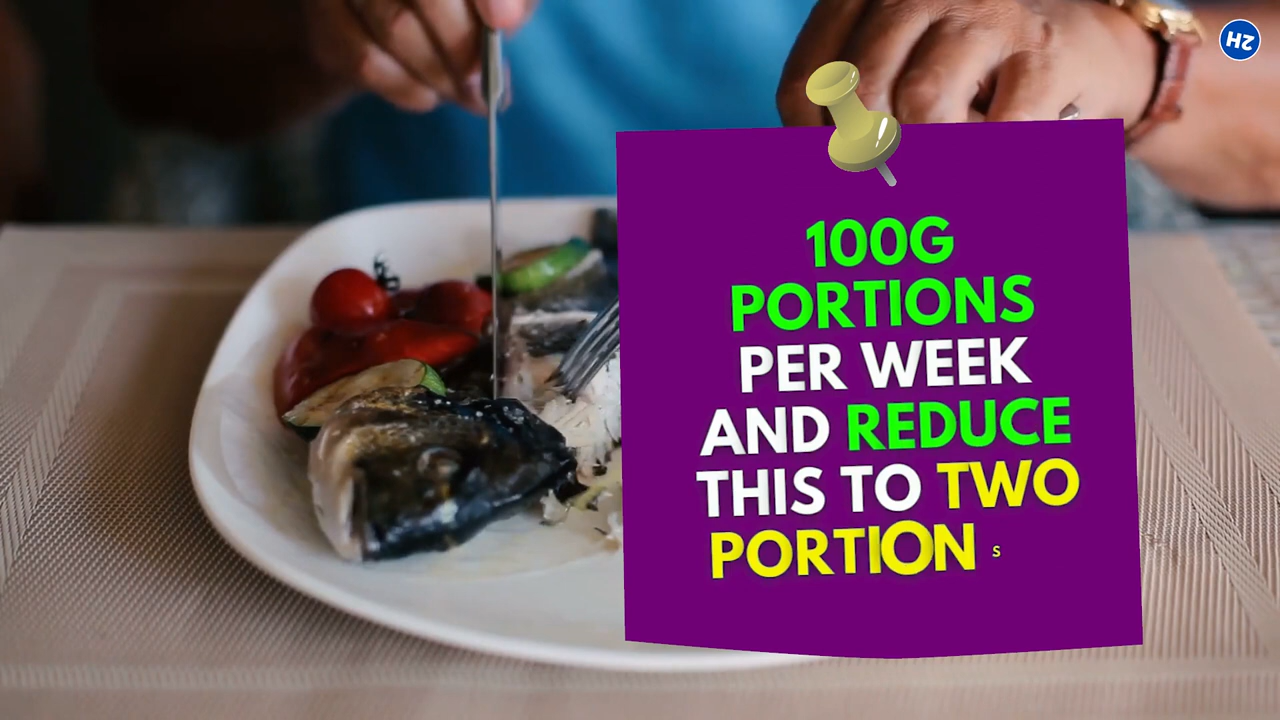 100G
PORTIONS
PER WEEK
AND REDUCE
THIS TO TWO
PORTION S